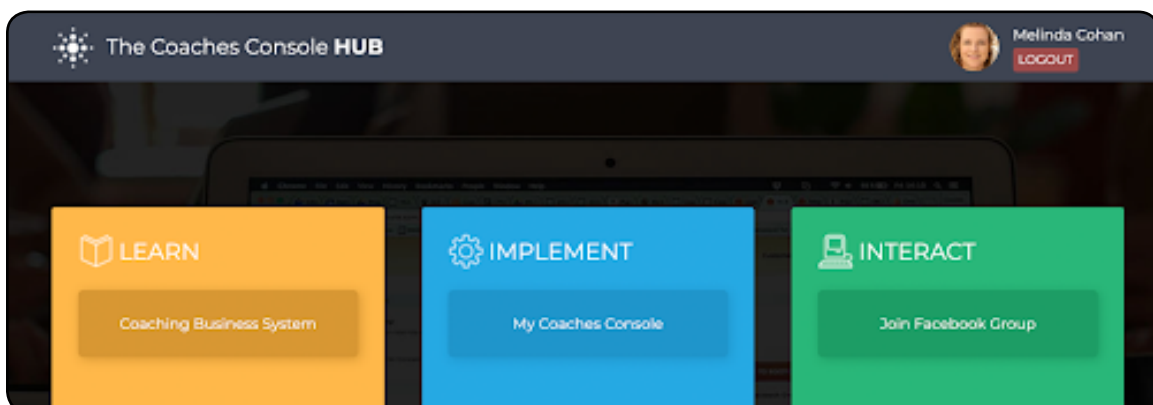 The Coaches Console HUB
Melinda Cohan
LOGOUT
LEARN
IMPLEMENT
INTERACT
Coaching Business System
My Coaches Console
Join Facebook Group